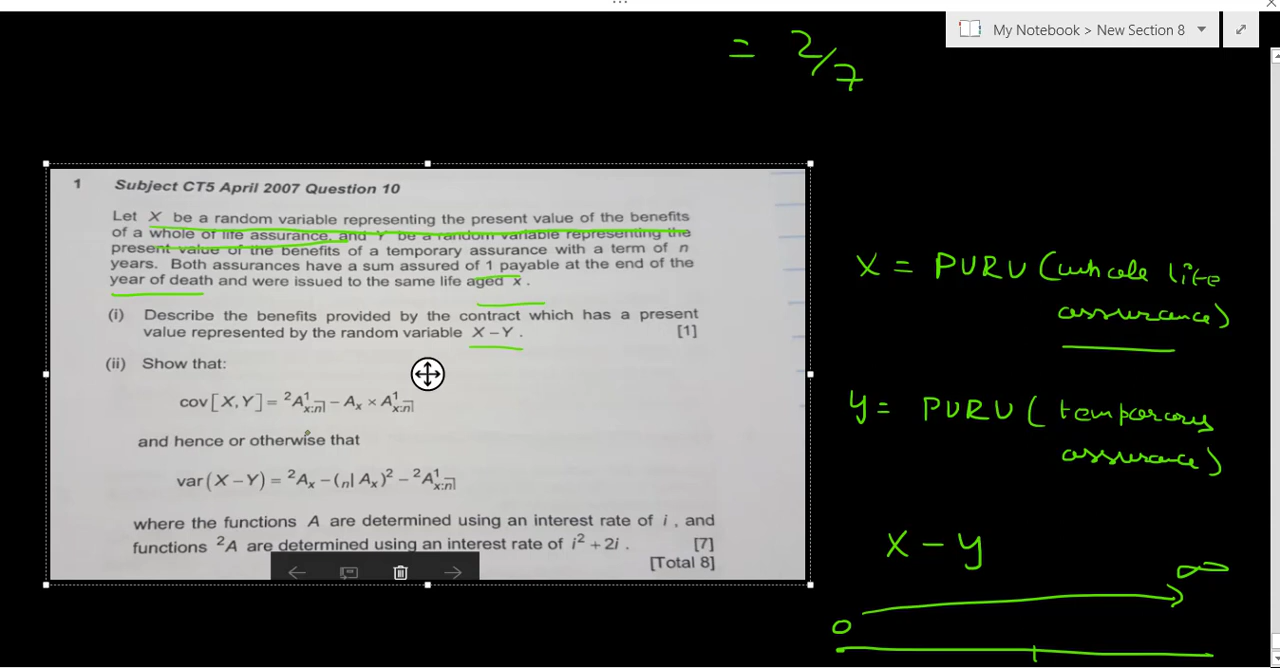 My Notebook > New Section 8
= 2/7
1 Subject CT5 April 2007 Question 10
Let X be a random variable representing the present value of the benefits
of a whole of life assurance, and Y be a random variable representing the
present value of the benefits of a temporary assurance with a term of n
years. Both assurances have a sum assured of 1 payable at the end of the
year of death and were issued to the same life aged x.
(i) Describe the benefits provided by the contract which has a present
value represented by the random variable X – Y. [1]
(ii) Show that:
cov[X,Y] = ²A¹x:n̅| – Ax × A¹x:n̅|
and hence or otherwise that
var(X – Y) = ²Ax – (n|Ax)² – ²A¹x:n̅|
where the functions A are determined using an interest rate of i, and
functions ²A are determined using an interest rate of i² + 2i. [7]
[Total 8]
X = PVRV (whole life
assurance)
Y = PVRV ( temporary
assurance)
X – Y
∞
0